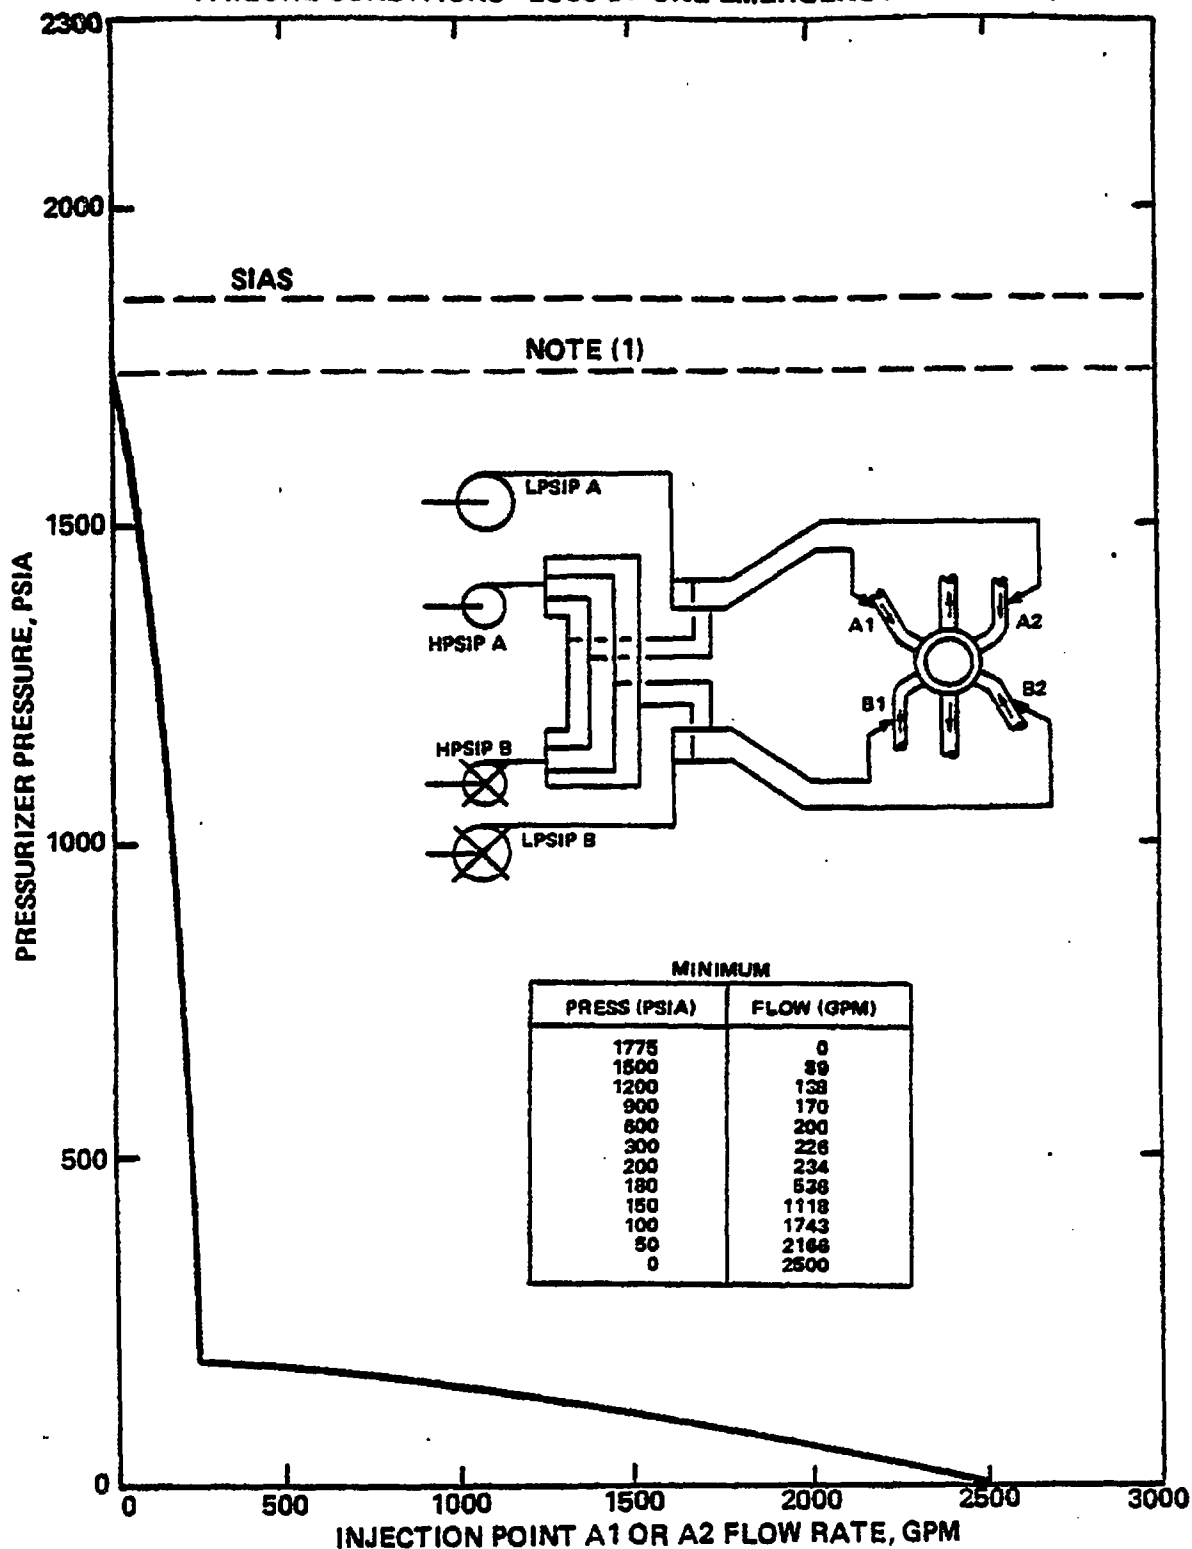 2300
2000
SIAS
NOTE (1)
1500
LPSIP A
HPSIP A
A1
A2
B1
B2
HPSIP B
LPSIP B
1000
PRESSURIZER PRESSURE, PSIA
MINIMUM
PRESS (PSIA) FLOW (GPM)
1775 0
1500 89
1200 138
900 170
600 200
300 226
200 234
180 538
150 1118
100 1743
50 2166
0 2500
500
0
0 500 1000 1500 2000 2500 3000
INJECTION POINT A1 OR A2 FLOW RATE, GPM